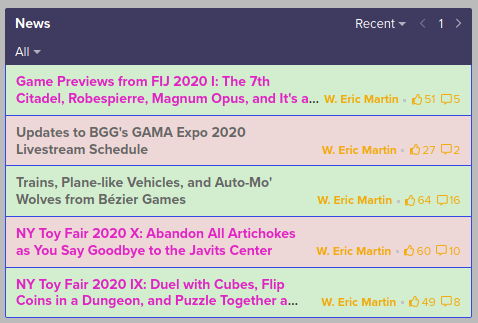 News Recent 1
All
Game Previews from FIJ 2020 I: The 7th
Citadel, Robespierre, Magnum Opus, and It's a... W. Eric Martin • 51 5
Updates to BGG's GAMA Expo 2020
Livestream Schedule W. Eric Martin • 27 2
Trains, Plane-like Vehicles, and Auto-Mo'
Wolves from Bézier Games W. Eric Martin • 64 16
NY Toy Fair 2020 X: Abandon All Artichokes
as You Say Goodbye to the Javits Center W. Eric Martin • 60 10
NY Toy Fair 2020 IX: Duel with Cubes, Flip
Coins in a Dungeon, and Puzzle Together a... W. Eric Martin • 49 8